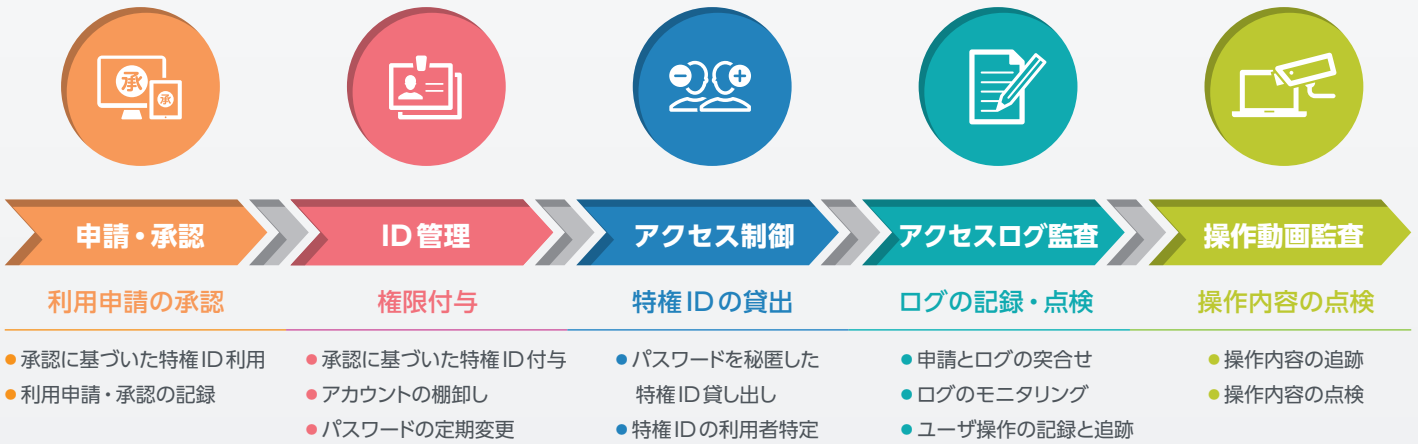 承
承
申請・承認
ID管理
アクセス制御
アクセスログ監査
操作動画監査
利用申請の承認
権限付与
特権IDの貸出
ログの記録・点検
操作内容の点検
●承認に基づいた特権ID利用
●利用申請・承認の記録
●承認に基づいた特権ID付与
●アカウントの棚卸し
●パスワードの定期変更
●パスワードを秘匿した
特権ID貸し出し
●特権IDの利用者特定
●申請とログの突合せ
●ログのモニタリング
●ユーザ操作の記録と追跡
●操作内容の追跡
●操作内容の点検